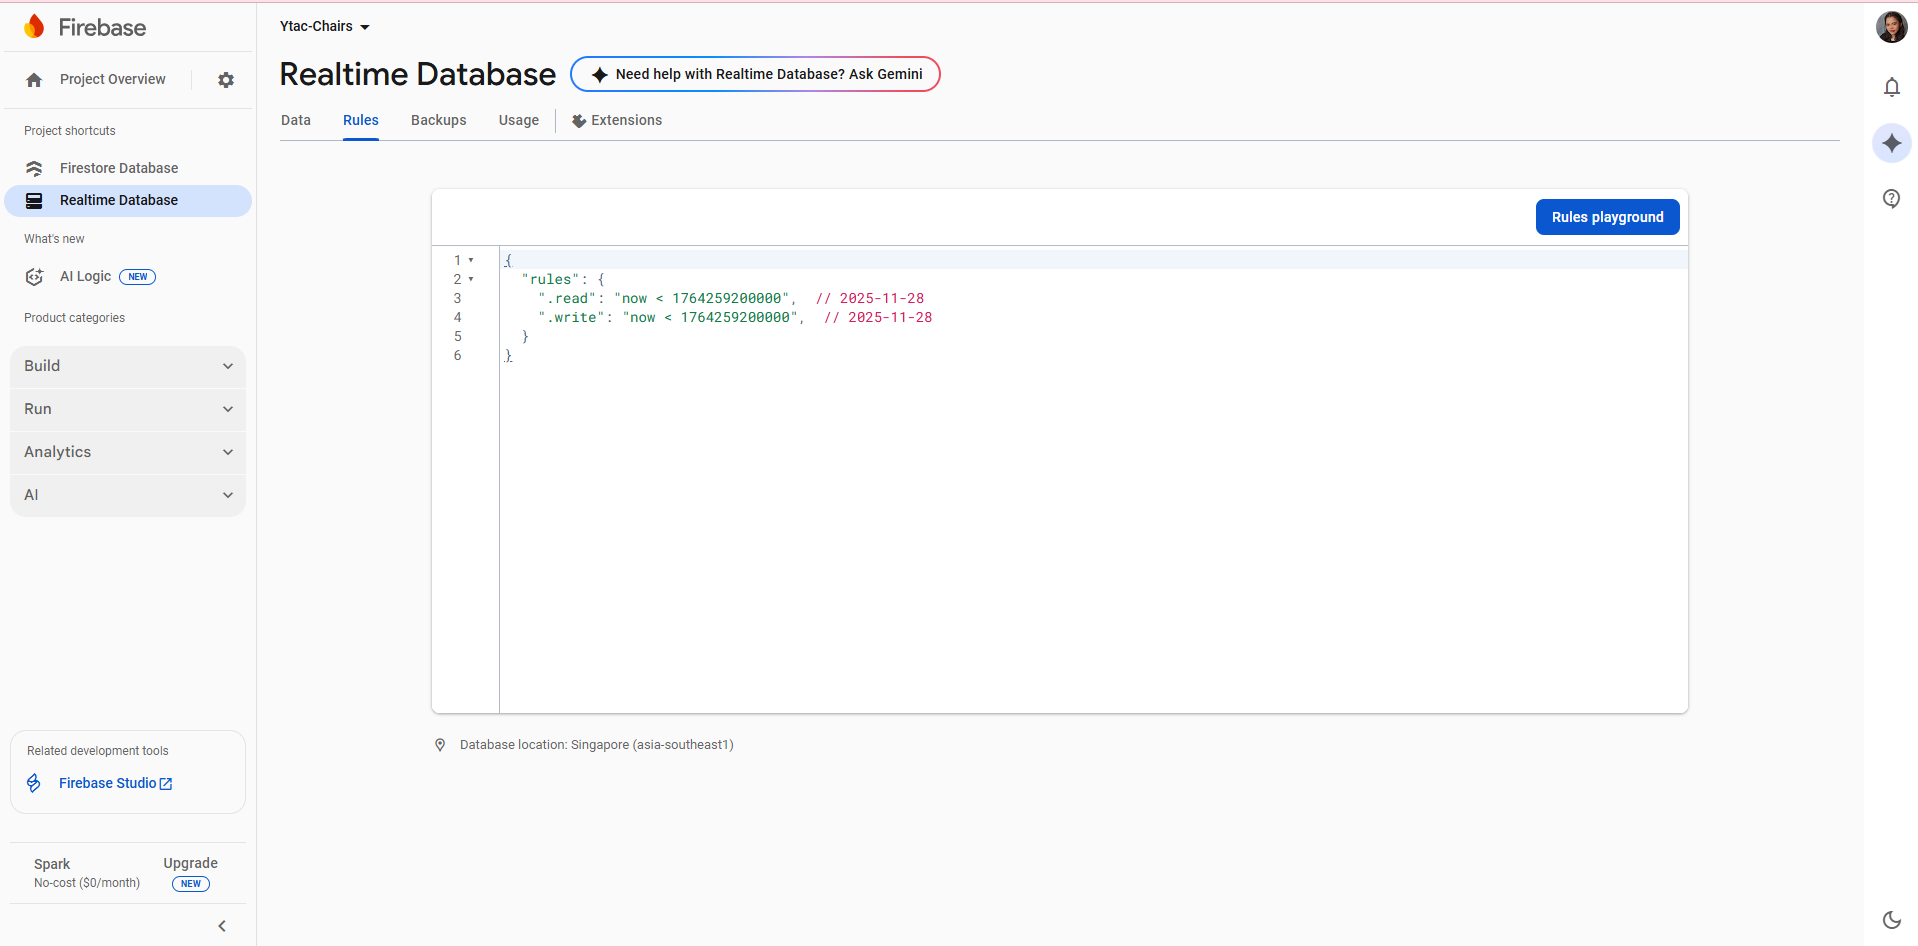 Firebase
Project Overview
Project shortcuts
Firestore Database
Realtime Database
What's new
AI Logic NEW
Product categories
Build
Run
Analytics
AI
Related development tools
Firebase Studio
Spark
No-cost ($0/month)
Upgrade
NEW
Ytac-Chairs
Realtime Database
Need help with Realtime Database? Ask Gemini
Data Rules Backups Usage Extensions
Rules playground
1 {
2 "rules": {
3 ".read": "now < 1764259200000", // 2025-11-28
4 ".write": "now < 1764259200000", // 2025-11-28
5 }
6 }
Database location: Singapore (asia-southeast1)